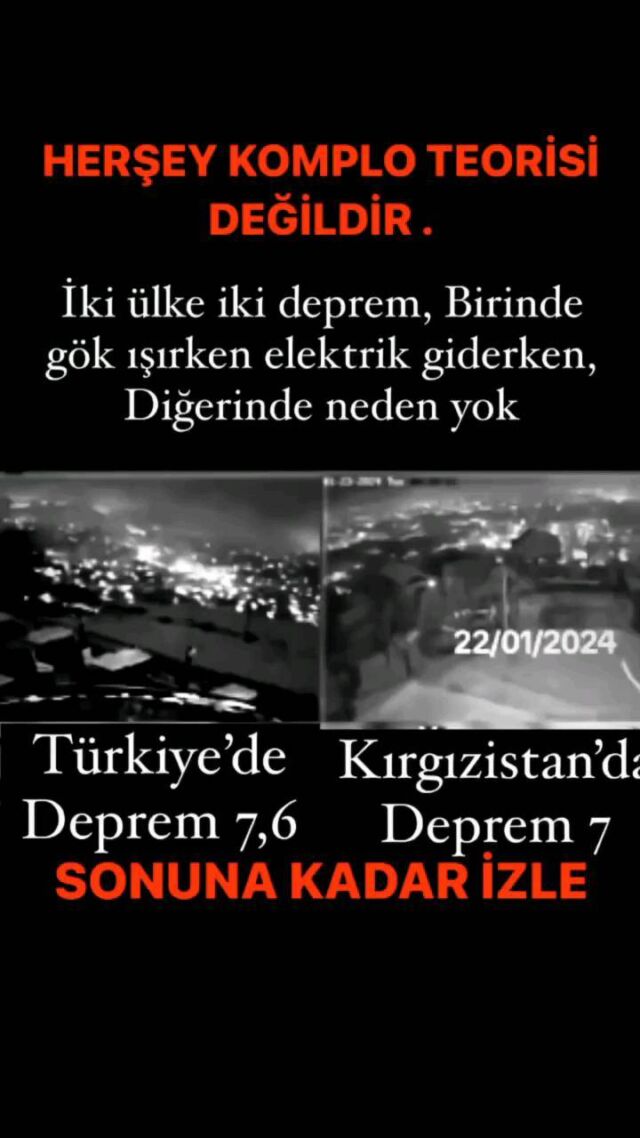 HERŞEY KOMPLO TEORİSİ
DEĞİLDİR .
İki ülke iki deprem, Birinde
gök ışırken elektrik giderken,
Diğerinde neden yok
22/01/2024
Türkiye’de
Deprem 7,6
Kırgızistan’da
Deprem 7
SONUNA KADAR İZLE